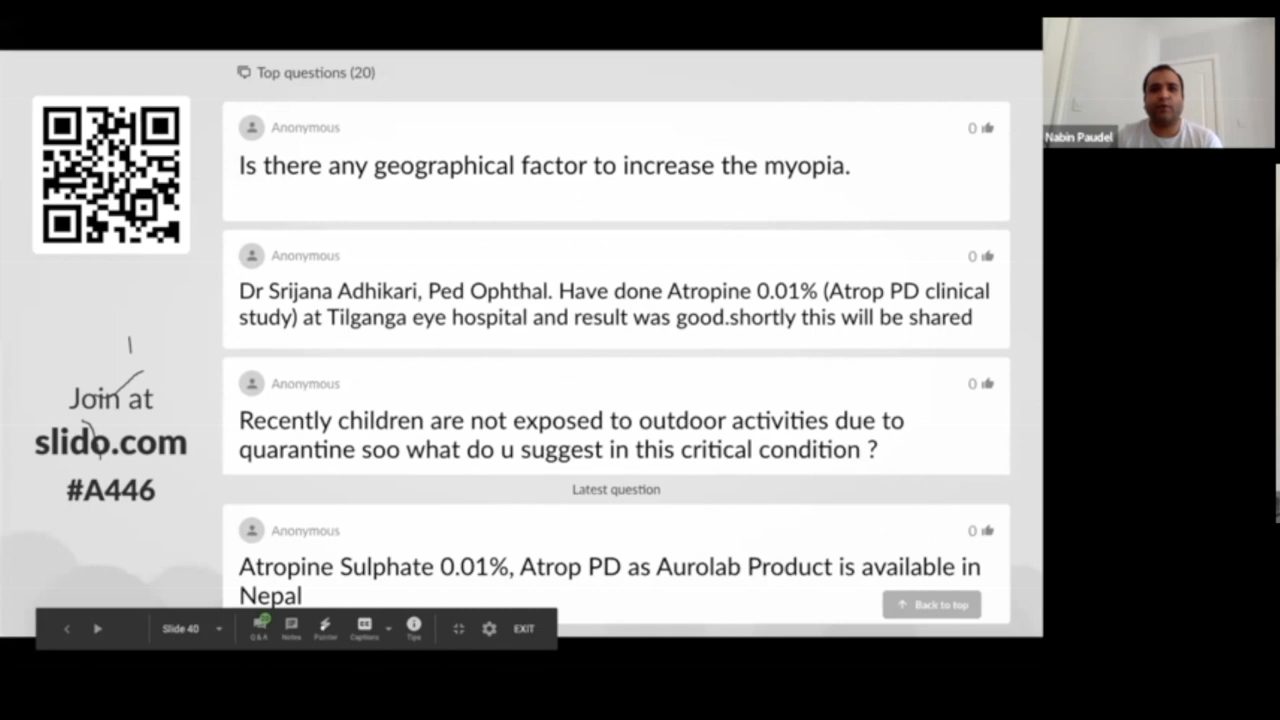 Top questions (20)
Anonymous
0
Is there any geographical factor to increase the myopia.
Anonymous
0
Dr Srijana Adhikari, Ped Ophthal. Have done Atropine 0.01% (Atrop PD clinical
study) at Tilganga eye hospital and result was good.shortly this will be shared
Anonymous
0
Recently children are not exposed to outdoor activities due to
quarantine soo what do u suggest in this critical condition ?
Latest question
Anonymous
0
Atropine Sulphate 0.01%, Atrop PD as Aurolab Product is available in
Nepal
Back to top
Join at
slido.com
#A446
Slide 40
Q&A
Notes
Pointer
Captions
Tips
EXIT
Nabin Paudel